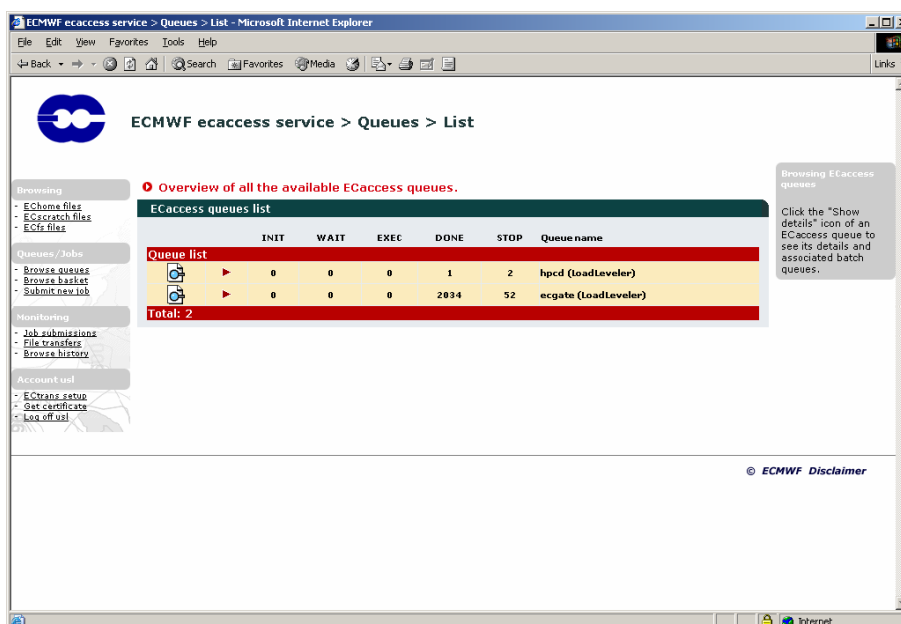 ECMWF ecaccess service > Queues > List - Microsoft Internet Explorer
File Edit View Favorites Tools Help
Back Search Favorites Media Links
ECMWF ecaccess service > Queues > List
Browsing
- EChome files
- ECscratch files
- ECfs files
Queues/Jobs
- Browse queues
- Browse basket
- Submit new job
Monitoring
- Job submissions
- File transfers
- Browse history
Account usl
- ECtrans setup
- Get certificate
- Log off usl
Overview of all the available ECaccess queues.
ECaccess queues list
INIT WAIT EXEC DONE STOP Queue name
Queue list
0 0 0 1 2 hpcd (LoadLeveler)
0 0 0 2034 52 ecgate (LoadLeveler)
Total: 2
Browsing ECaccess
queues
Click the "Show
details" icon of an
ECaccess queue to
see its details and
associated batch
queues.
© ECMWF Disclaimer
Internet